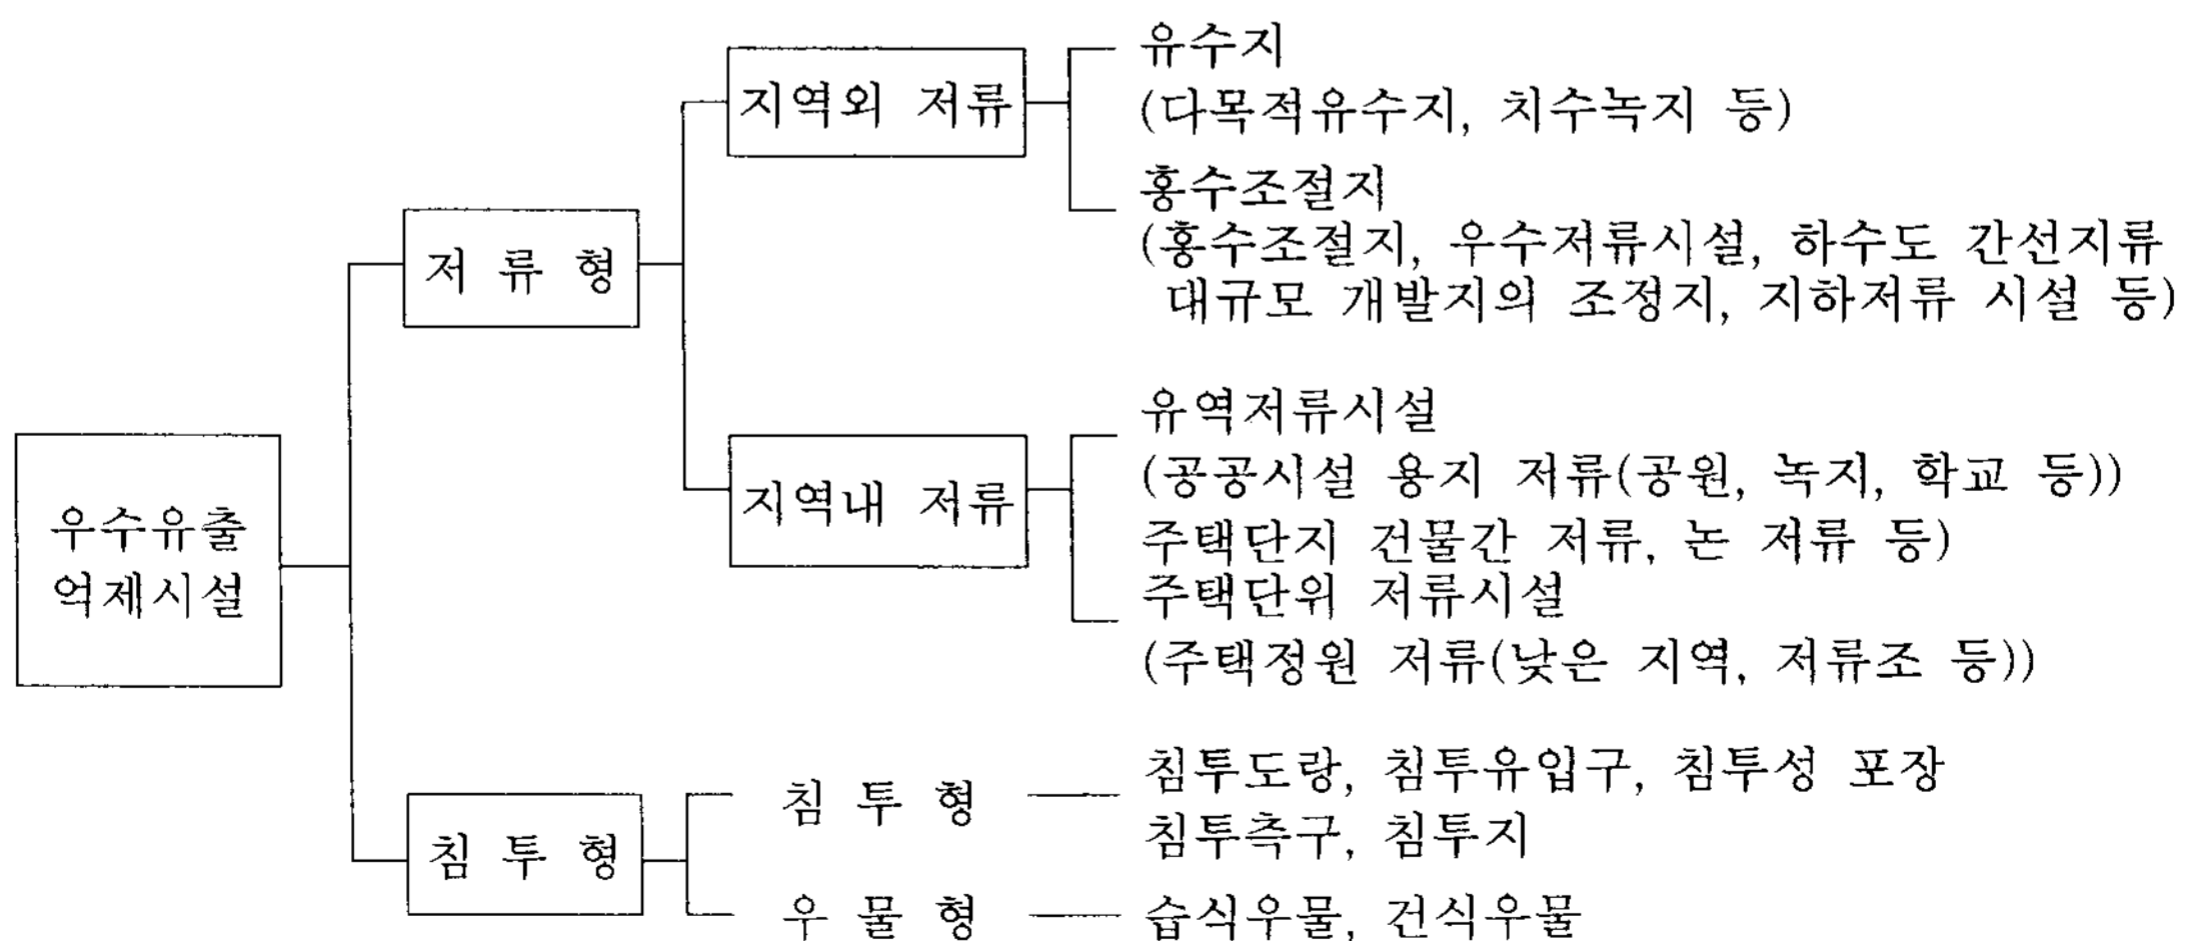 우수유출
억제시설
저 류 형
지역외 저류
유수지
(다목적유수지, 치수녹지 등)
홍수조절지
(홍수조절지, 우수저류시설, 하수도 간선지류
대규모 개발지의 조정지, 지하저류 시설 등)
지역내 저류
유역저류시설
(공공시설 용지 저류(공원, 녹지, 학교 등))
주택단지 건물간 저류, 논 저류 등)
주택단위 저류시설
(주택정원 저류(낮은 지역, 저류조 등))
침 투 형
침 투 형
침투도랑, 침투유입구, 침투성 포장
침투측구, 침투지
우 물 형
습식우물, 건식우물